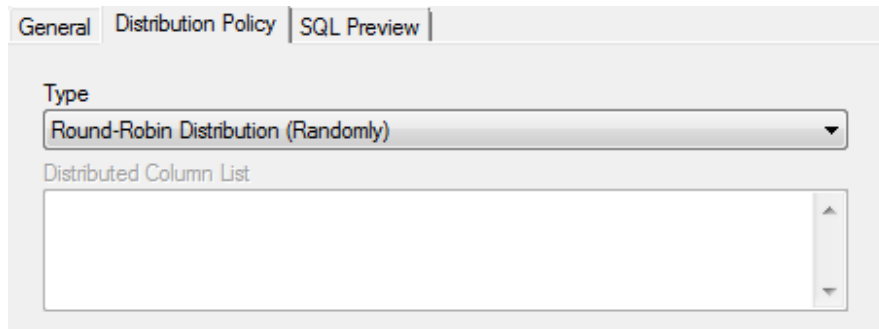 General Distribution Policy SQL Preview
Type
Round-Robin Distribution (Randomly)
Distributed Column List